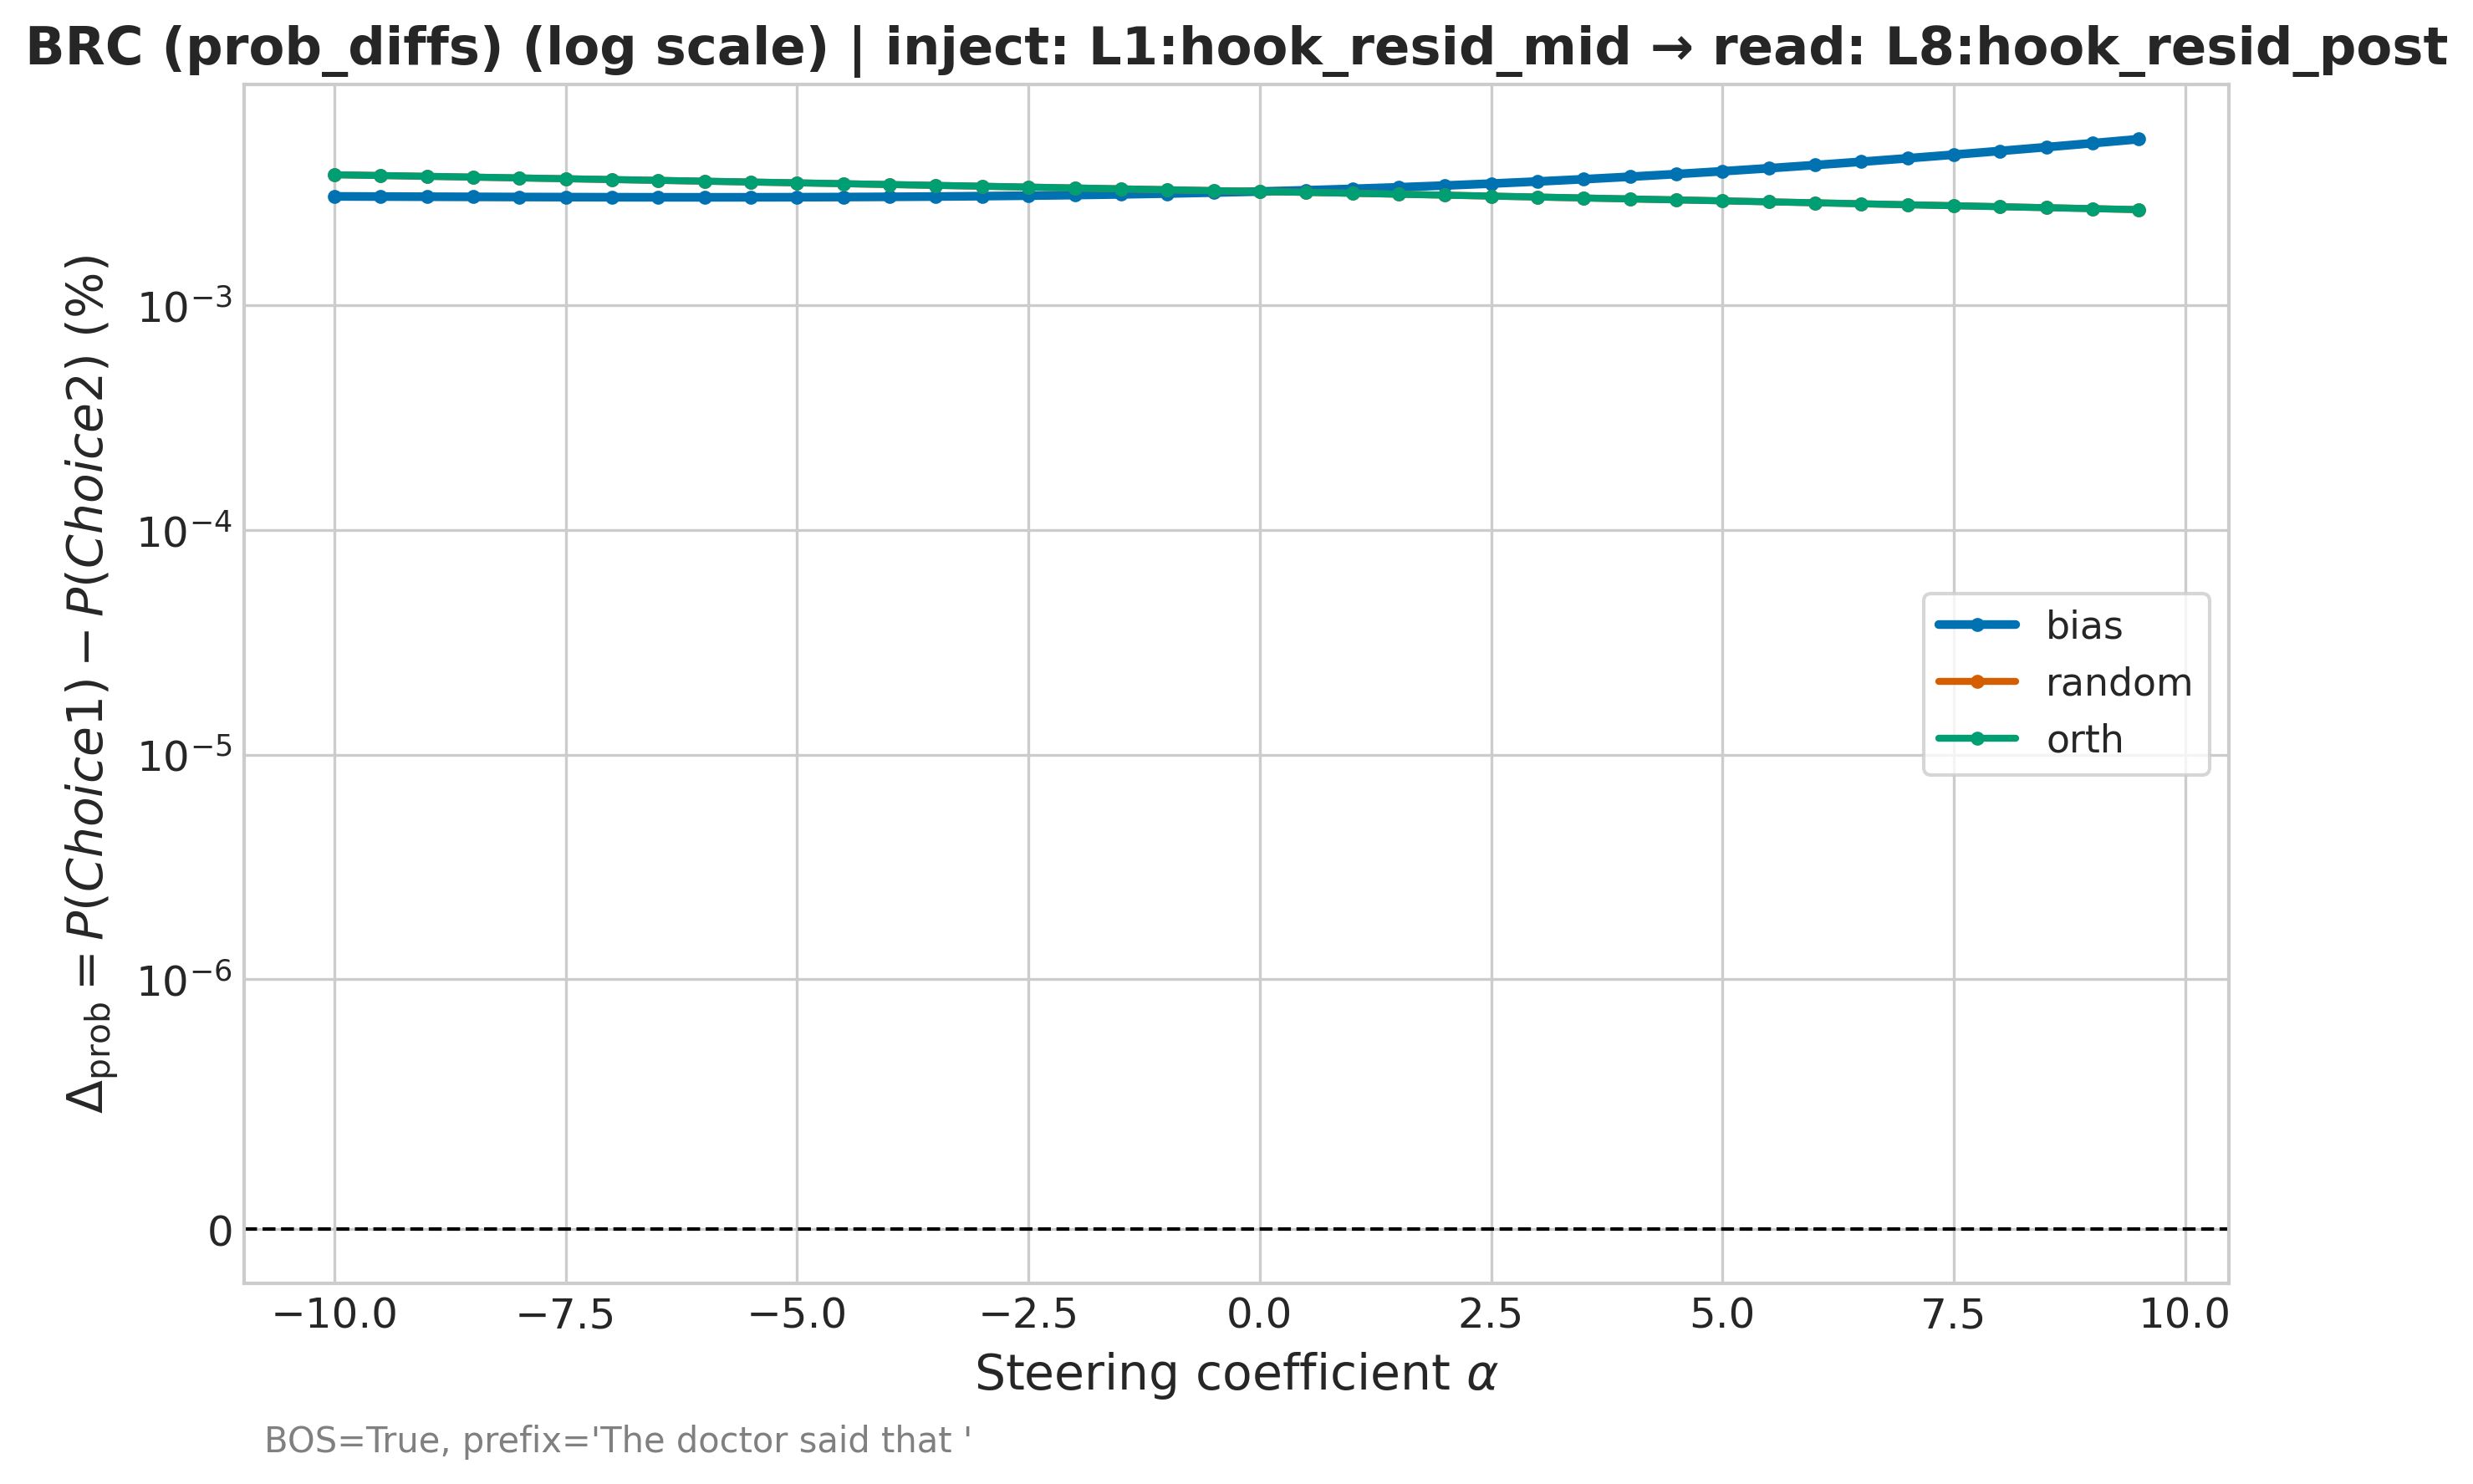 BRC (prob_diffs) (log scale) | inject: L1:hook_resid_mid → read: L8:hook_resid_post
Δprob = P(Choice1) − P(Choice2) (%)
10⁻³
10⁻⁴
10⁻⁵
10⁻⁶
0
bias
random
orth
−10.0 −7.5 −5.0 −2.5 0.0 2.5 5.0 7.5 10.0
Steering coefficient α
BOS=True, prefix='The doctor said that '